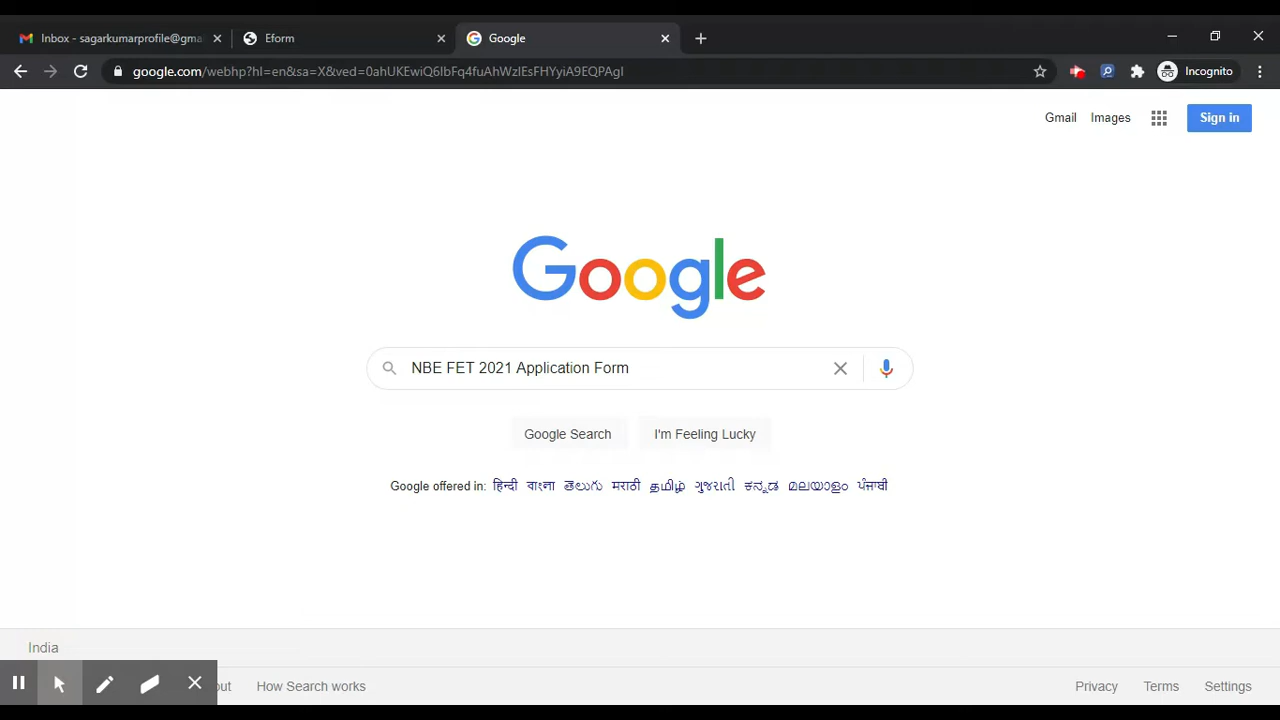 Inbox - sagarkumarprofile@gma
Eform
Google
google.com/webhp?hl=en&sa=X&ved=0ahUKEwiQ6IbFq4fuAhWzIEsFHYyiA9EQPAgI
Incognito
Gmail Images Sign in
Google
NBE FET 2021 Application Form
Google Search I'm Feeling Lucky
Google offered in: हिन्दी বাংলা తెలుగు मराठी தமிழ் ગુજરાતી ಕನ್ನಡ മലയാളം ਪੰਜਾਬੀ
India
out How Search works Privacy Terms Settings